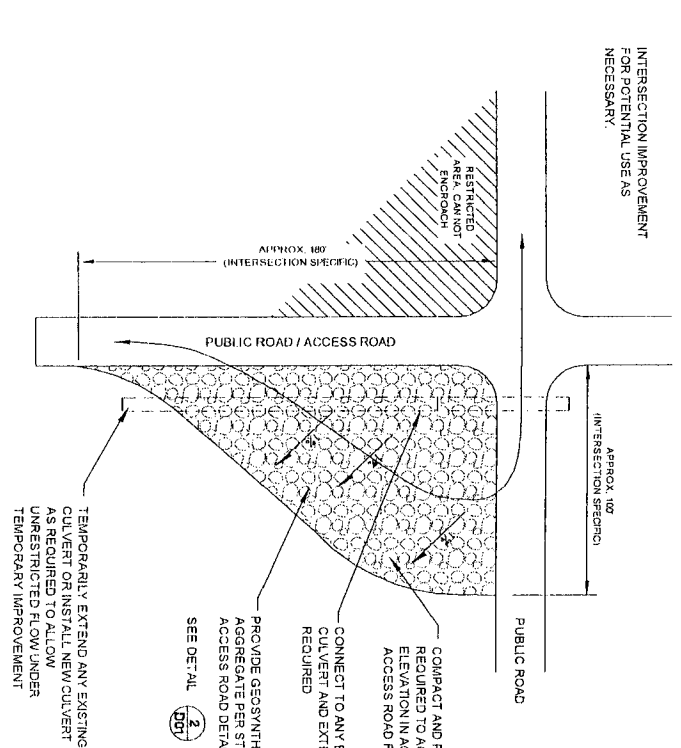 INTERSECTION IMPROVEMENT
FOR POTENTIAL USE AS
NECESSARY.
RESTRICTED
AREA, CAN NOT
ENCROACH
APPROX. 180'
(INTERSECTION SPECIFIC)
PUBLIC ROAD / ACCESS ROAD
APPROX. 100'
(INTERSECTION SPECIFIC)
PUBLIC ROAD
2%
2%
2%
COMPACT AND
REQUIRED TO
ELEVATION IN
ACCESS ROAD
CONNECT TO ANY
CULVERT AND
REQUIRED
PROVIDE
AGGREGATE PER
ACCESS ROAD
SEE DETAIL
2
D01
TEMPORARILY EXTEND ANY EXISTING
CULVERT OR INSTALL NEW CULVERT
AS REQUIRED TO ALLOW
UNRESTRICTED FLOW UNDER
TEMPORARY IMPROVEMENT